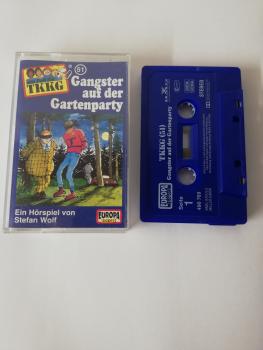 TKKG
51
Gangster
auf der
Gartenparty
Ein Hörspiel von
Stefan Wolf
EUROPA
TKKG (51)
Gangster auf der Gartenparty
STEREO
EUROPA
Seite
1